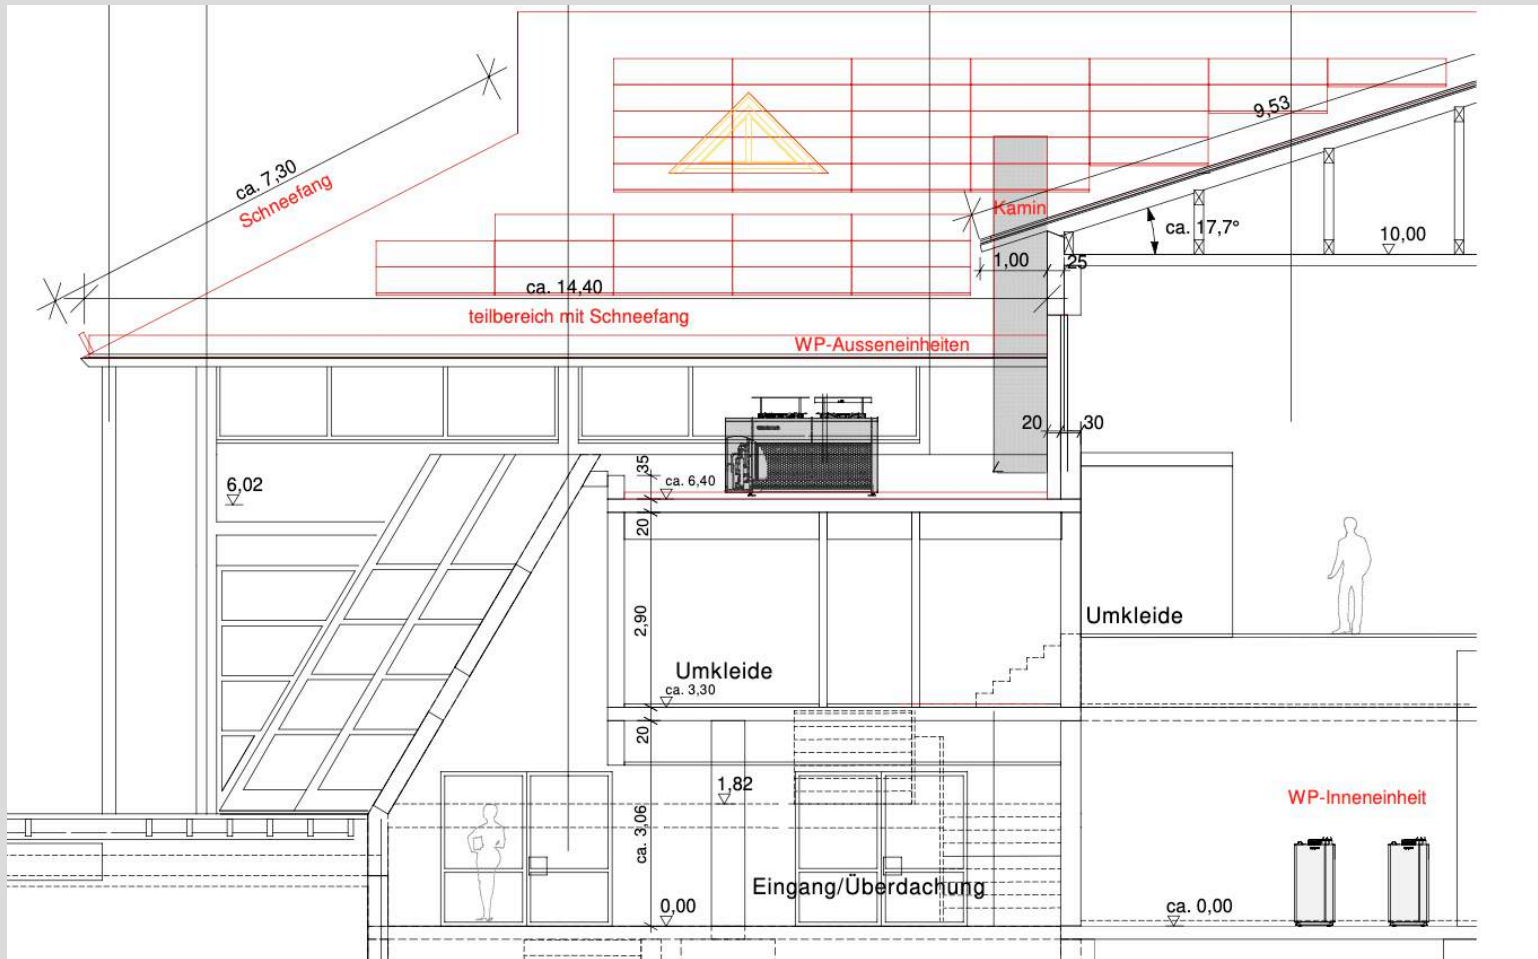 9,53
ca. 7,30
Schneefang
Kamin
ca. 17,7°
10,00
1,00
25
ca. 14,40
teilbereich mit Schneefang
WP-Ausseneinheiten
20
30
35
ca. 6,40
6,02
20
2,90
Umkleide
Umkleide
ca. 3,30
20
1,82
WP-Inneneinheit
ca. 3,06
Eingang/Überdachung
0,00
ca. 0,00